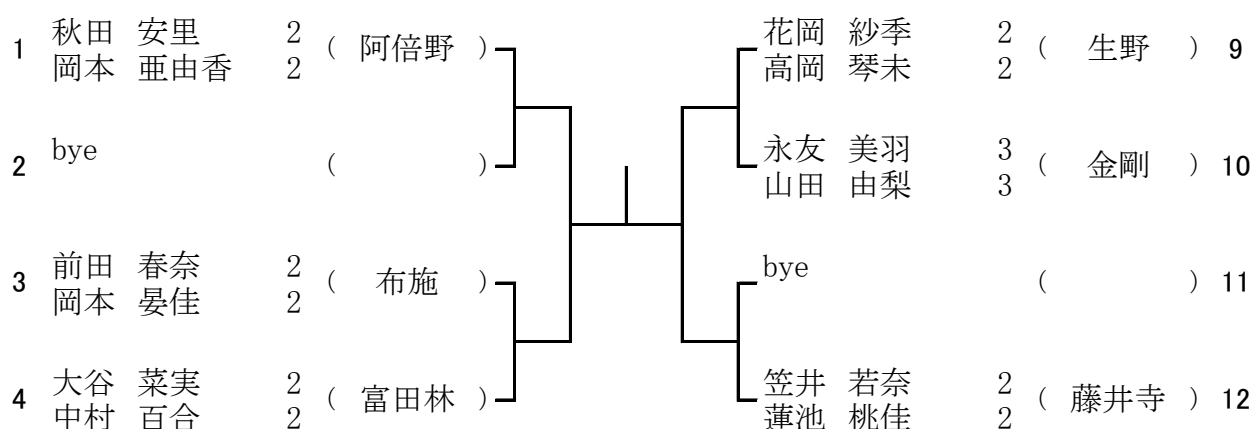 1 秋田 安里 2 ( 阿倍野 )
岡本 亜由香 2
2 bye ( )
3 前田 春奈 2 ( 布施 )
岡本 晏佳 2
4 大谷 菜実 2 ( 富田林 )
中村 百合 2
花岡 紗季 2 ( 生野 ) 9
高岡 琴未 2
永友 美羽 3 ( 金剛 ) 10
山田 由梨 3
bye ( ) 11
笠井 若奈 2 ( 藤井寺 ) 12
蓮池 桃佳 2